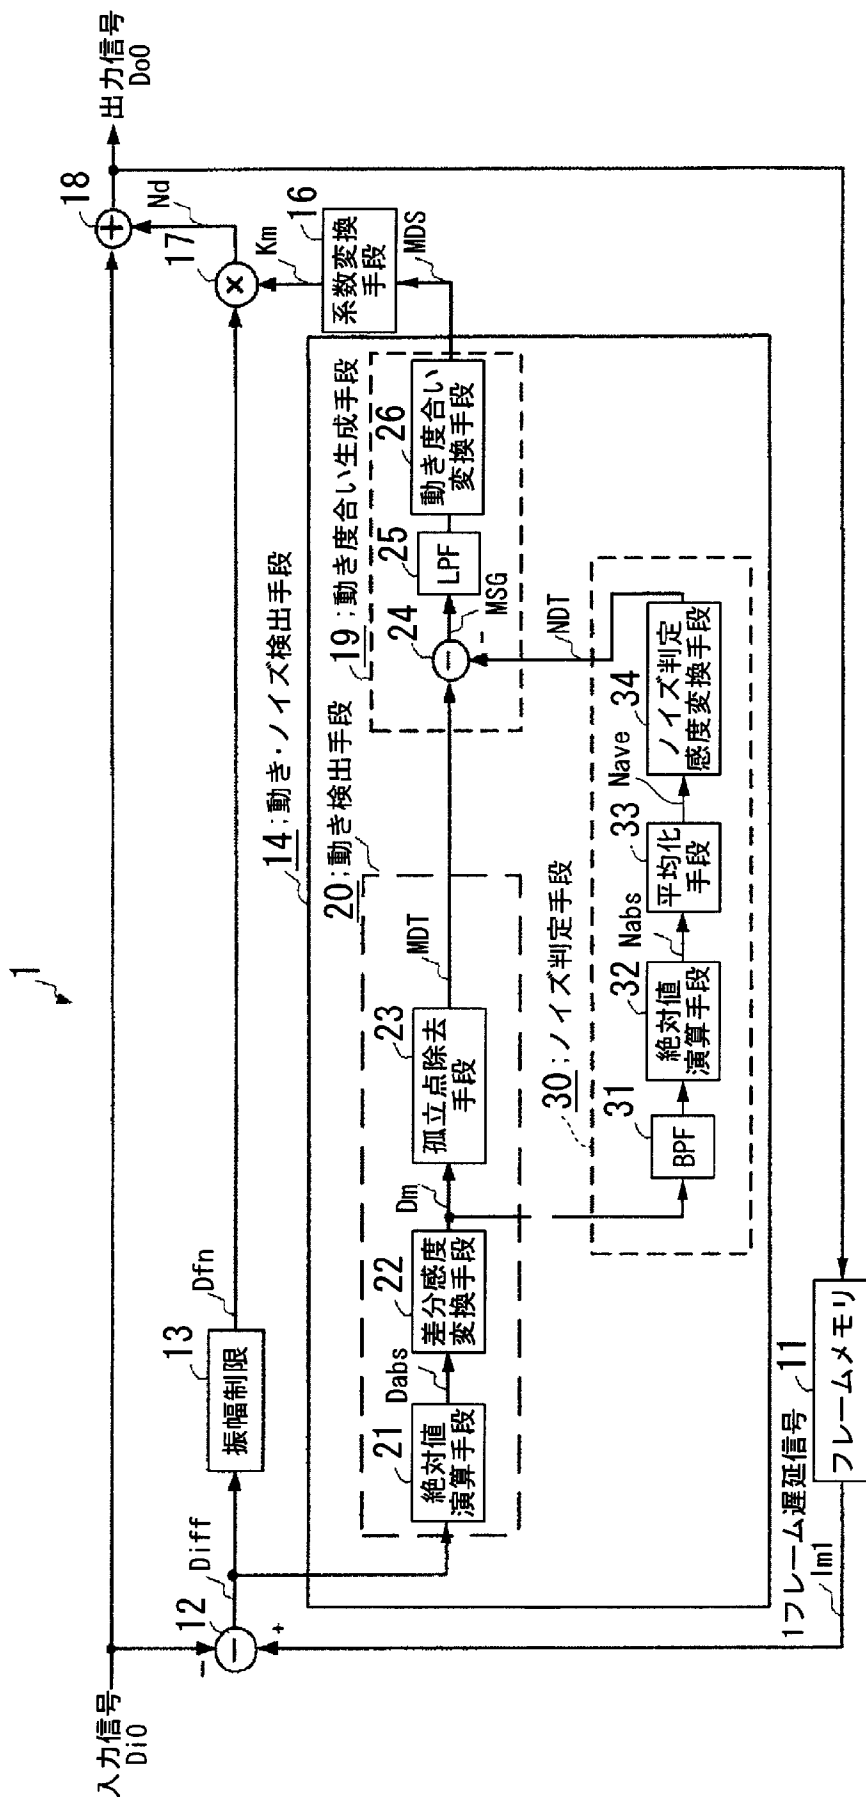 1
入力信号
Di0
12
−
+
Diff
13
振幅制限
Dfn
17
×
Nd
18
+
出力信号
Do0
Km
16
系数変換
手段
MDS
14;動き・ノイズ検出手段
20;動き検出手段
21
絶対値
演算手段
Dabs
22
差分感度
変換手段
Dm
23
孤立点除去
手段
MDT
19;動き度合い生成手段
24
−
MSG
25
LPF
26
動き度合い
変換手段
NDT
30;ノイズ判定手段
31
BPF
32
絶対値
演算手段
Nabs
33
平均化
手段
Nave
34
ノイズ判定
感度変換手段
1フレーム遅延信号
Im1
11
フレームメモリ